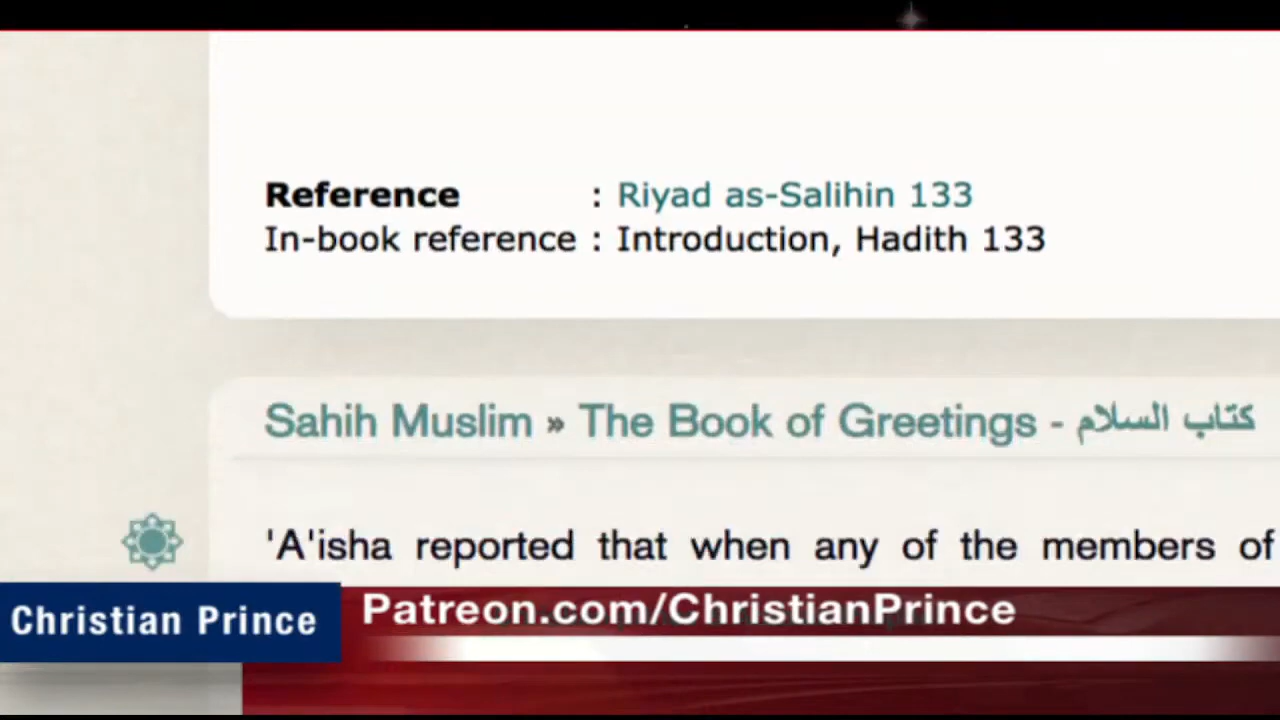 Reference : Riyad as-Salihin 133
In-book reference : Introduction, Hadith 133
Sahih Muslim » The Book of Greetings - كتاب السلام
'A'isha reported that when any of the members of
Christian Prince
Patreon.com/ChristianPrince